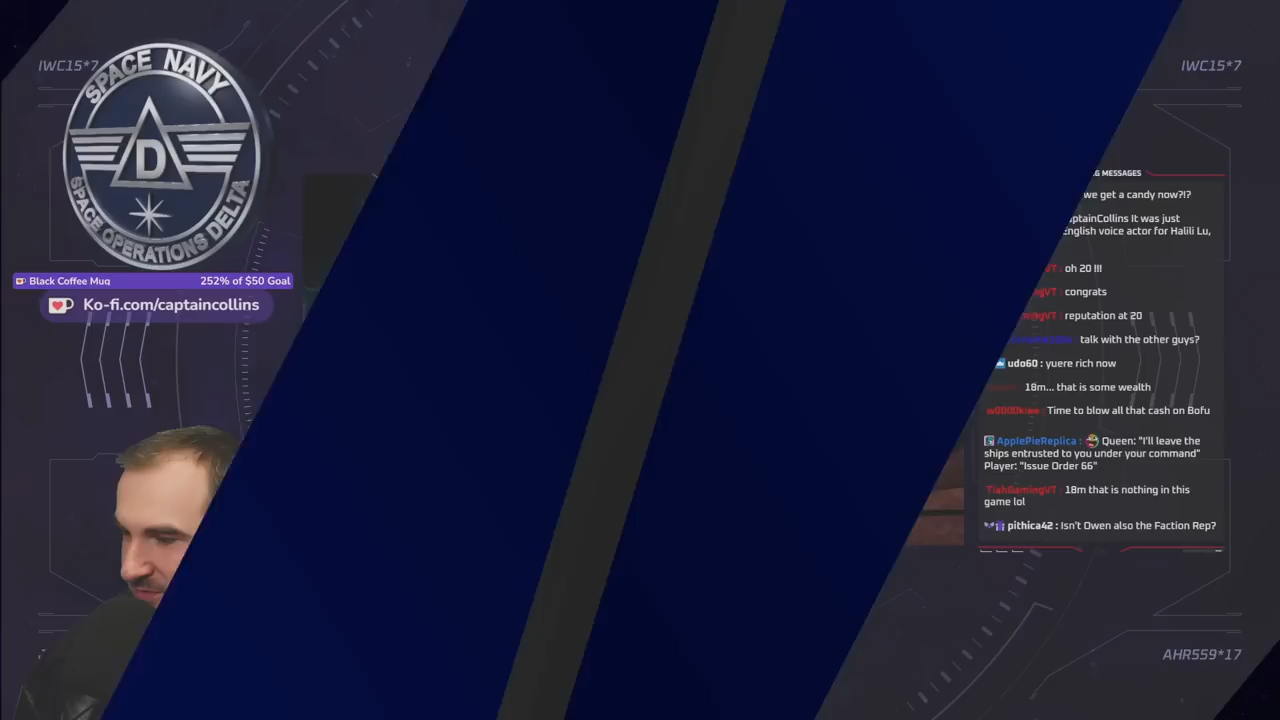 IWC15*7
IWC15*7
SPACE NAVY
D
SPACE OPERATIONS DELTA
Black Coffee Mug 252% of $50 Goal
Ko-fi.com/captaincollins
MESSAGES
we get a candy now?!?
ptainCollins It was just
English voice actor for Halili Lu,
VT : oh 20 !!!
ngVT : congrats
ingVT : reputation at 20
talk with the other guys?
udo60 : yuere rich now
18m... that is some wealth
Time to blow all that cash on Bofu
ApplePieReplica : Queen: "I'll leave the
ships entrusted to you under your command"
Player: "Issue Order 66"
TishGamingVT : 18m that is nothing in this
game lol
pithica42 : Isn't Owen also the Faction Rep?
AHR559*17